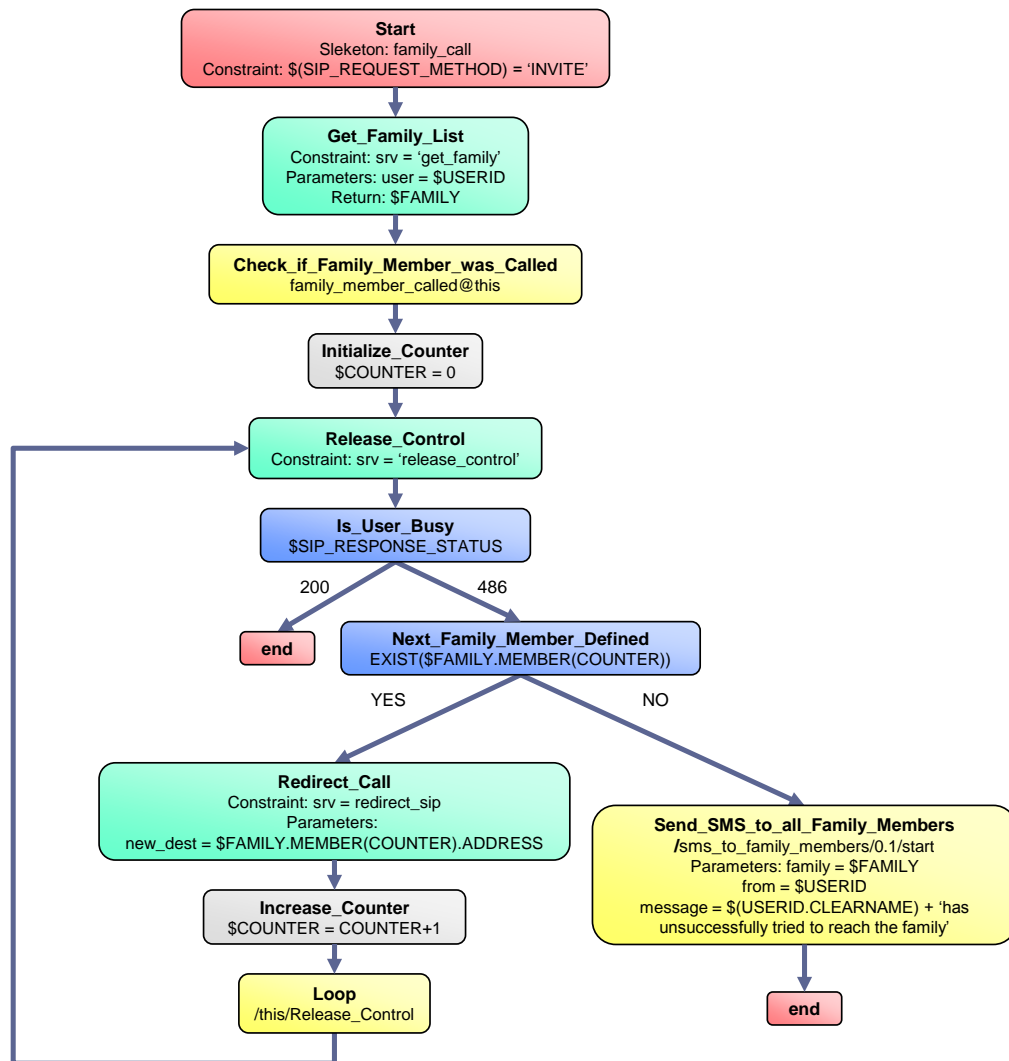 Start
Sleketon: family_call
Constraint: $(SIP_REQUEST_METHOD) = ‘INVITE’
Get_Family_List
Constraint: srv = ‘get_family’
Parameters: user = $USERID
Return: $FAMILY
Check_if_Family_Member_was_Called
family_member_called@this
Initialize_Counter
$COUNTER = 0
Release_Control
Constraint: srv = ‘release_control’
Is_User_Busy
$SIP_RESPONSE_STATUS
200
486
end
Next_Family_Member_Defined
EXIST($FAMILY.MEMBER(COUNTER))
YES
NO
Redirect_Call
Constraint: srv = redirect_sip
Parameters:
new_dest = $FAMILY.MEMBER(COUNTER).ADDRESS
Send_SMS_to_all_Family_Members
/sms_to_family_members/0.1/start
Parameters: family = $FAMILY
from = $USERID
message = $(USERID.CLEARNAME) + ‘has
unsuccessfully tried to reach the family’
Increase_Counter
$COUNTER = COUNTER+1
Loop
/this/Release_Control
end